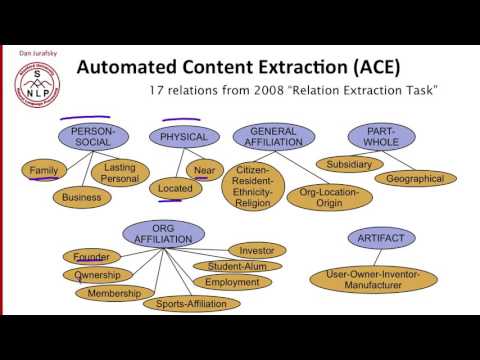 Dan Jurafsky
S
NLP
Automated Content Extraction (ACE)
17 relations from 2008 "Relation Extraction Task"
PERSON-
SOCIAL
PHYSICAL
GENERAL
AFFILIATION
PART-
WHOLE
Family
Lasting
Personal
Business
Near
Located
Citizen-
Resident-
Ethnicity-
Religion
Org-Location-
Origin
Subsidiary
Geographical
ORG
AFFILIATION
ARTIFACT
Founder
Ownership
Membership
Sports-Affiliation
Investor
Student-Alum
Employment
User-Owner-Inventor-
Manufacturer